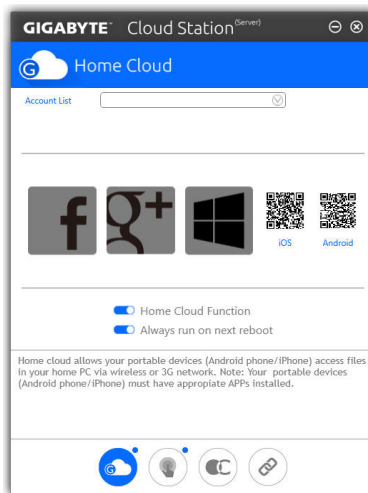 GIGABYTE™ Cloud Station (Server)
G Home Cloud
Account List
f g+
iOS Android
Home Cloud Function
Always run on next reboot
Home cloud allows your portable devices (Android phone/iPhone) access files
in your home PC via wireless or 3G network. Note: Your portable devices
(Android phone/iPhone) must have appropiate APPs installed.
G